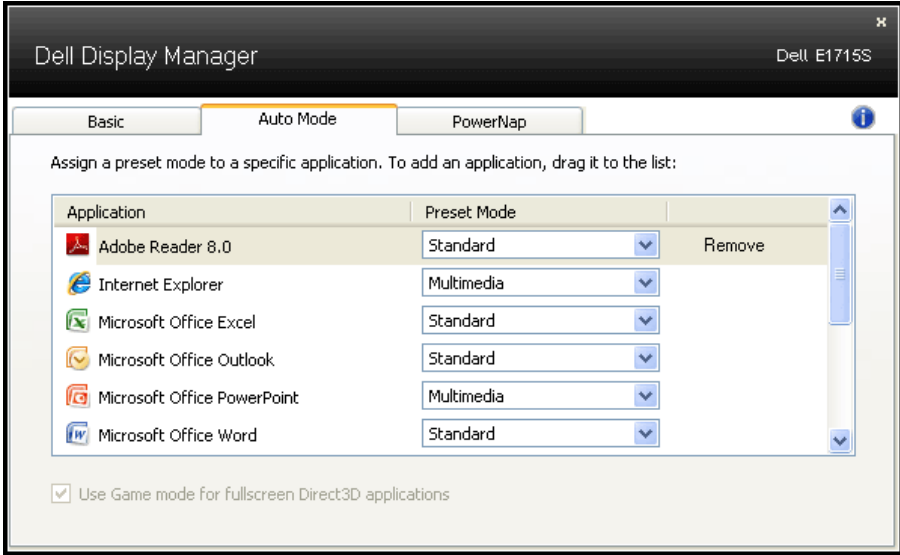 Dell Display Manager
Dell E1715S
Basic
Auto Mode
PowerNap
Assign a preset mode to a specific application. To add an application, drag it to the list:
Application Preset Mode
Adobe Reader 8.0 Standard Remove
Internet Explorer Multimedia
Microsoft Office Excel Standard
Microsoft Office Outlook Standard
Microsoft Office PowerPoint Multimedia
Microsoft Office Word Standard
Use Game mode for fullscreen Direct3D applications